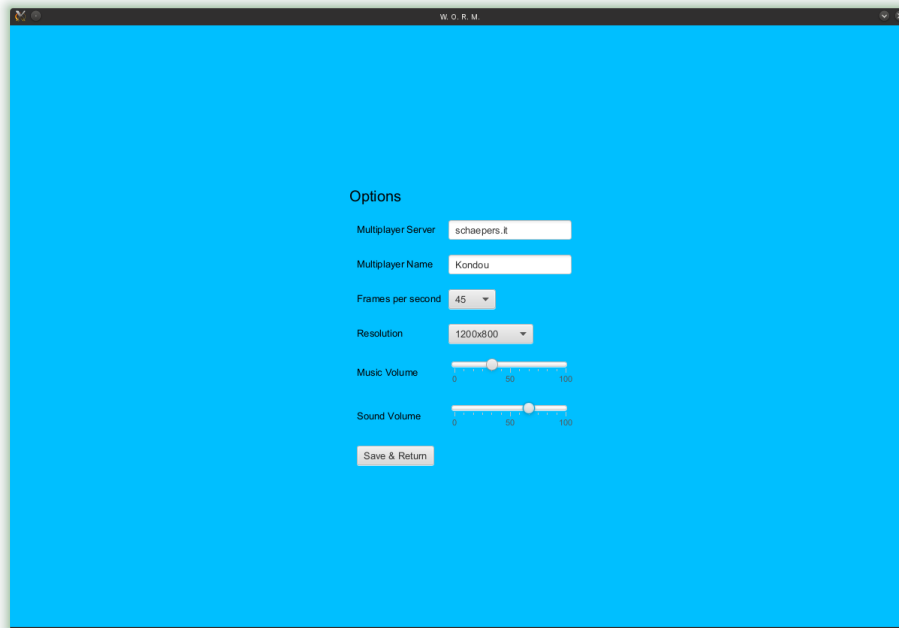 W. O. R. M.
Options
Multiplayer Server schaepers.it
Multiplayer Name Kondou
Frames per second 45
Resolution 1200x800
Music Volume
0 50 100
Sound Volume
0 50 100
Save & Return